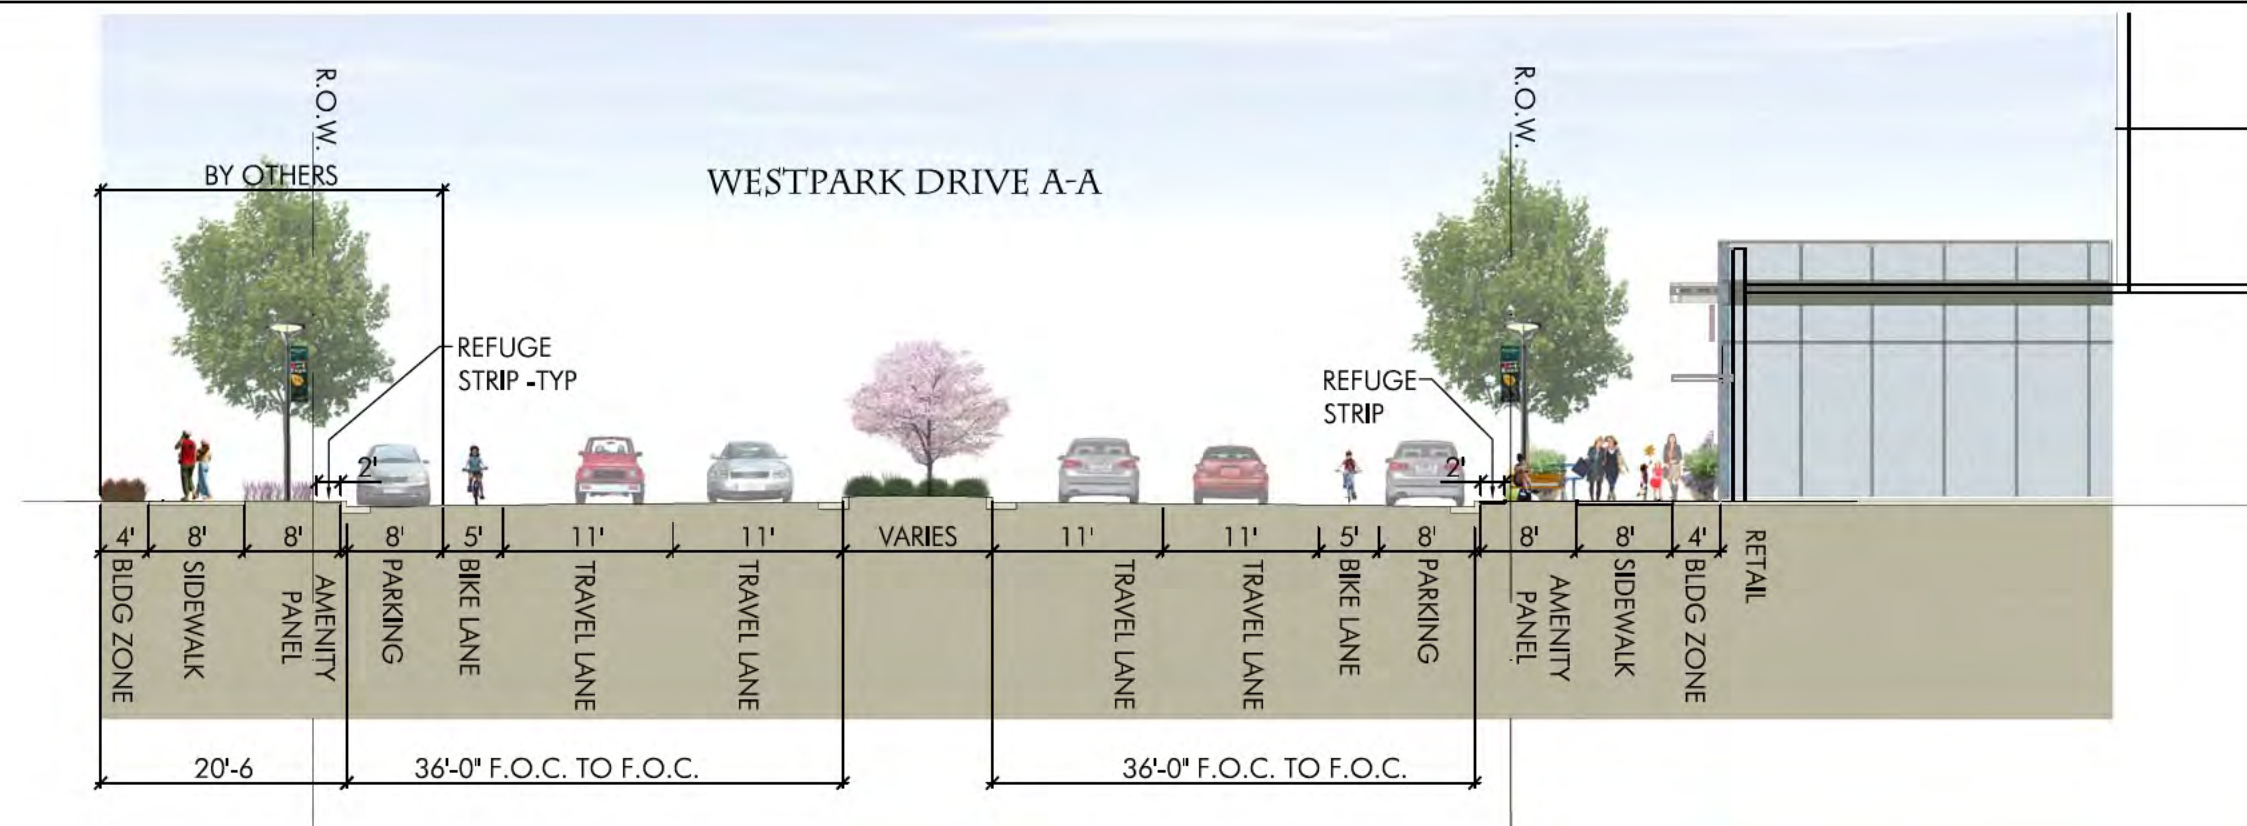 R.O.W.
R.O.W.
BY OTHERS
WESTPARK DRIVE A-A
REFUGE
STRIP -TYP
REFUGE
STRIP
2'
2'
4' 8' 8' 8' 5' 11' 11' VARIES 11' 11' 5' 8' 8' 8' 4'
BLDG ZONE
SIDEWALK
AMENITY
PANEL
PARKING
BIKE LANE
TRAVEL LANE
TRAVEL LANE
TRAVEL LANE
TRAVEL LANE
BIKE LANE
PARKING
AMENITY
PANEL
SIDEWALK
BLDG ZONE
RETAIL
20'-6
36'-0" F.O.C. TO F.O.C.
36'-0" F.O.C. TO F.O.C.